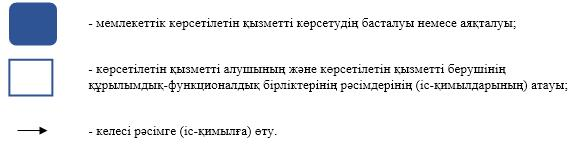 - мемлекеттік көрсетілетін қызметті көрсетудің басталуы немесе аяқталуы;
- көрсетілетін қызметті алушының және көрсетілетін қызметті берушінің
құрылымдық-функционалдық бірліктерінің рәсімдерінің (іс-қимылдарының) атауы;
- келесі рәсімге (іс-қимылға) өту.